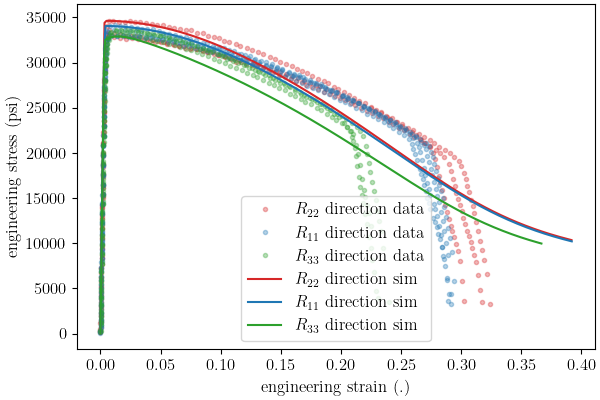 35000
30000
25000
20000
15000
10000
5000
0
engineering stress (psi)
R22 direction data
R11 direction data
R33 direction data
R22 direction sim
R11 direction sim
R33 direction sim
0.00 0.05 0.10 0.15 0.20 0.25 0.30 0.35 0.40
engineering strain (.)